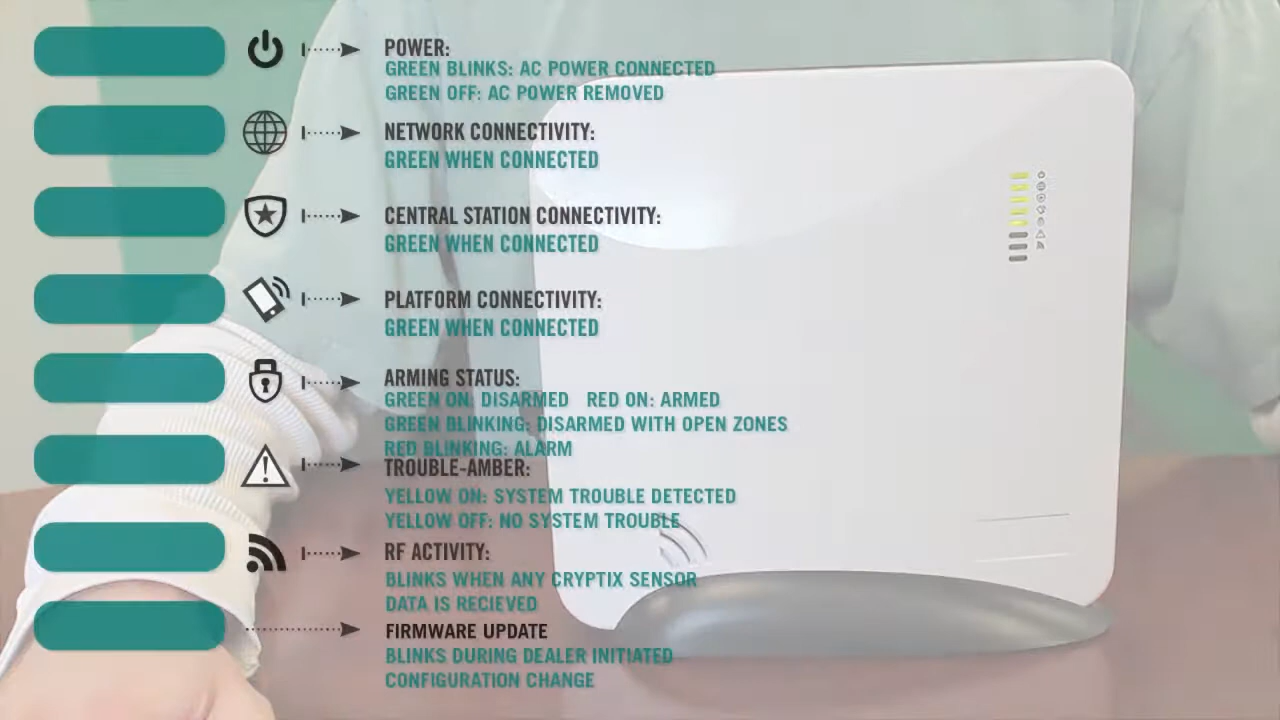 POWER:
GREEN BLINKS: AC POWER CONNECTED
GREEN OFF: AC POWER REMOVED
NETWORK CONNECTIVITY:
GREEN WHEN CONNECTED
CENTRAL STATION CONNECTIVITY:
GREEN WHEN CONNECTED
PLATFORM CONNECTIVITY:
GREEN WHEN CONNECTED
ARMING STATUS:
GREEN ON: DISARMED RED ON: ARMED
GREEN BLINKING: DISARMED WITH OPEN ZONES
RED BLINKING: ALARM
TROUBLE-AMBER:
YELLOW ON: SYSTEM TROUBLE DETECTED
YELLOW OFF: NO SYSTEM TROUBLE
RF ACTIVITY:
BLINKS WHEN ANY CRYPTIX SENSOR
DATA IS RECIEVED
FIRMWARE UPDATE
BLINKS DURING DEALER INITIATED
CONFIGURATION CHANGE